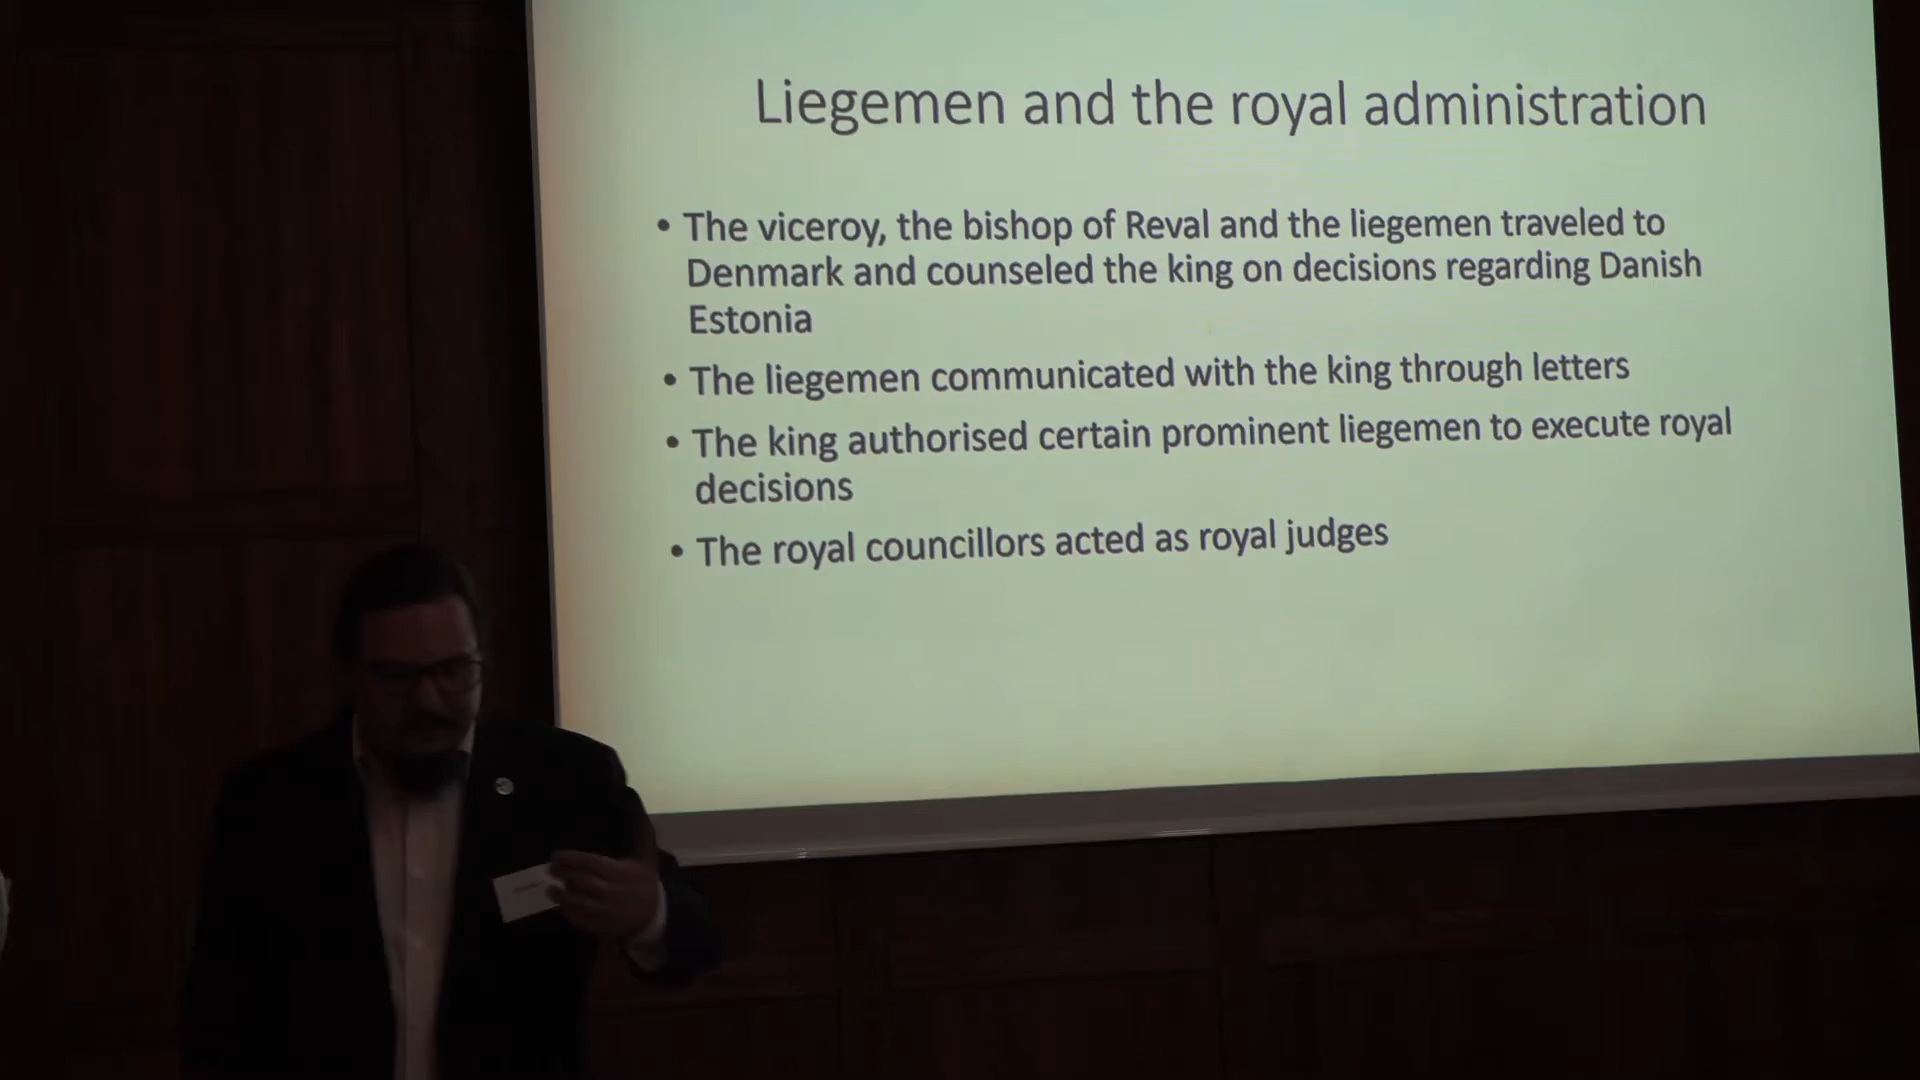 Liegemen and the royal administration
• The viceroy, the bishop of Reval and the liegemen traveled to
Denmark and counseled the king on decisions regarding Danish
Estonia
• The liegemen communicated with the king through letters
• The king authorised certain prominent liegemen to execute royal
decisions
• The royal councillors acted as royal judges